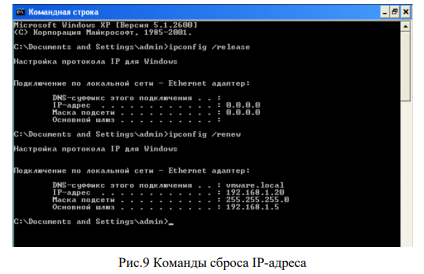 Командная строка
Microsoft Windows XP [Версия 5.1.2600]
(С) Корпорация Майкрософт, 1985-2001.
C:\Documents and Settings\admin>ipconfig /release
Настройка протокола IP для Windows
Подключение по локальной сети - Ethernet адаптер:
DNS-суффикс этого подключения . . :
IP-адрес . . . . . . . . . . . . : 0.0.0.0
Маска подсети . . . . . . . . . . : 0.0.0.0
Основной шлюз . . . . . . . . . . :
C:\Documents and Settings\admin>ipconfig /renew
Настройка протокола IP для Windows
Подключение по локальной сети - Ethernet адаптер:
DNS-суффикс этого подключения . . : vmware.local
IP-адрес . . . . . . . . . . . . : 192.168.1.20
Маска подсети . . . . . . . . . . : 255.255.255.0
Основной шлюз . . . . . . . . . . : 192.168.1.5
C:\Documents and Settings\admin>_
Рис.9 Команды сброса IP-адреса